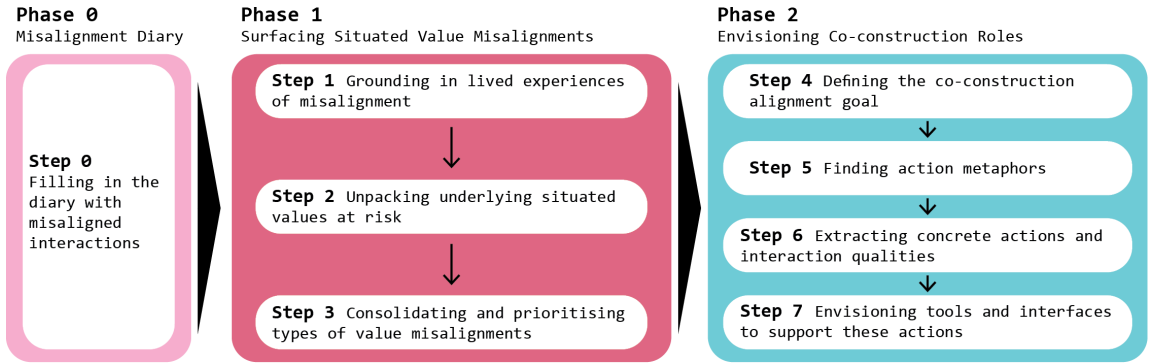 Phase 0
Misalignment Diary
Step 0
Filling in the
diary with
misaligned
interactions
Phase 1
Surfacing Situated Value Misalignments
Step 1 Grounding in lived experiences
of misalignment
Step 2 Unpacking underlying situated
values at risk
Step 3 Consolidating and prioritising
types of value misalignments
Phase 2
Envisioning Co-construction Roles
Step 4 Defining the co-construction
alignment goal
Step 5 Finding action metaphors
Step 6 Extracting concrete actions and
interaction qualities
Step 7 Envisioning tools and interfaces
to support these actions